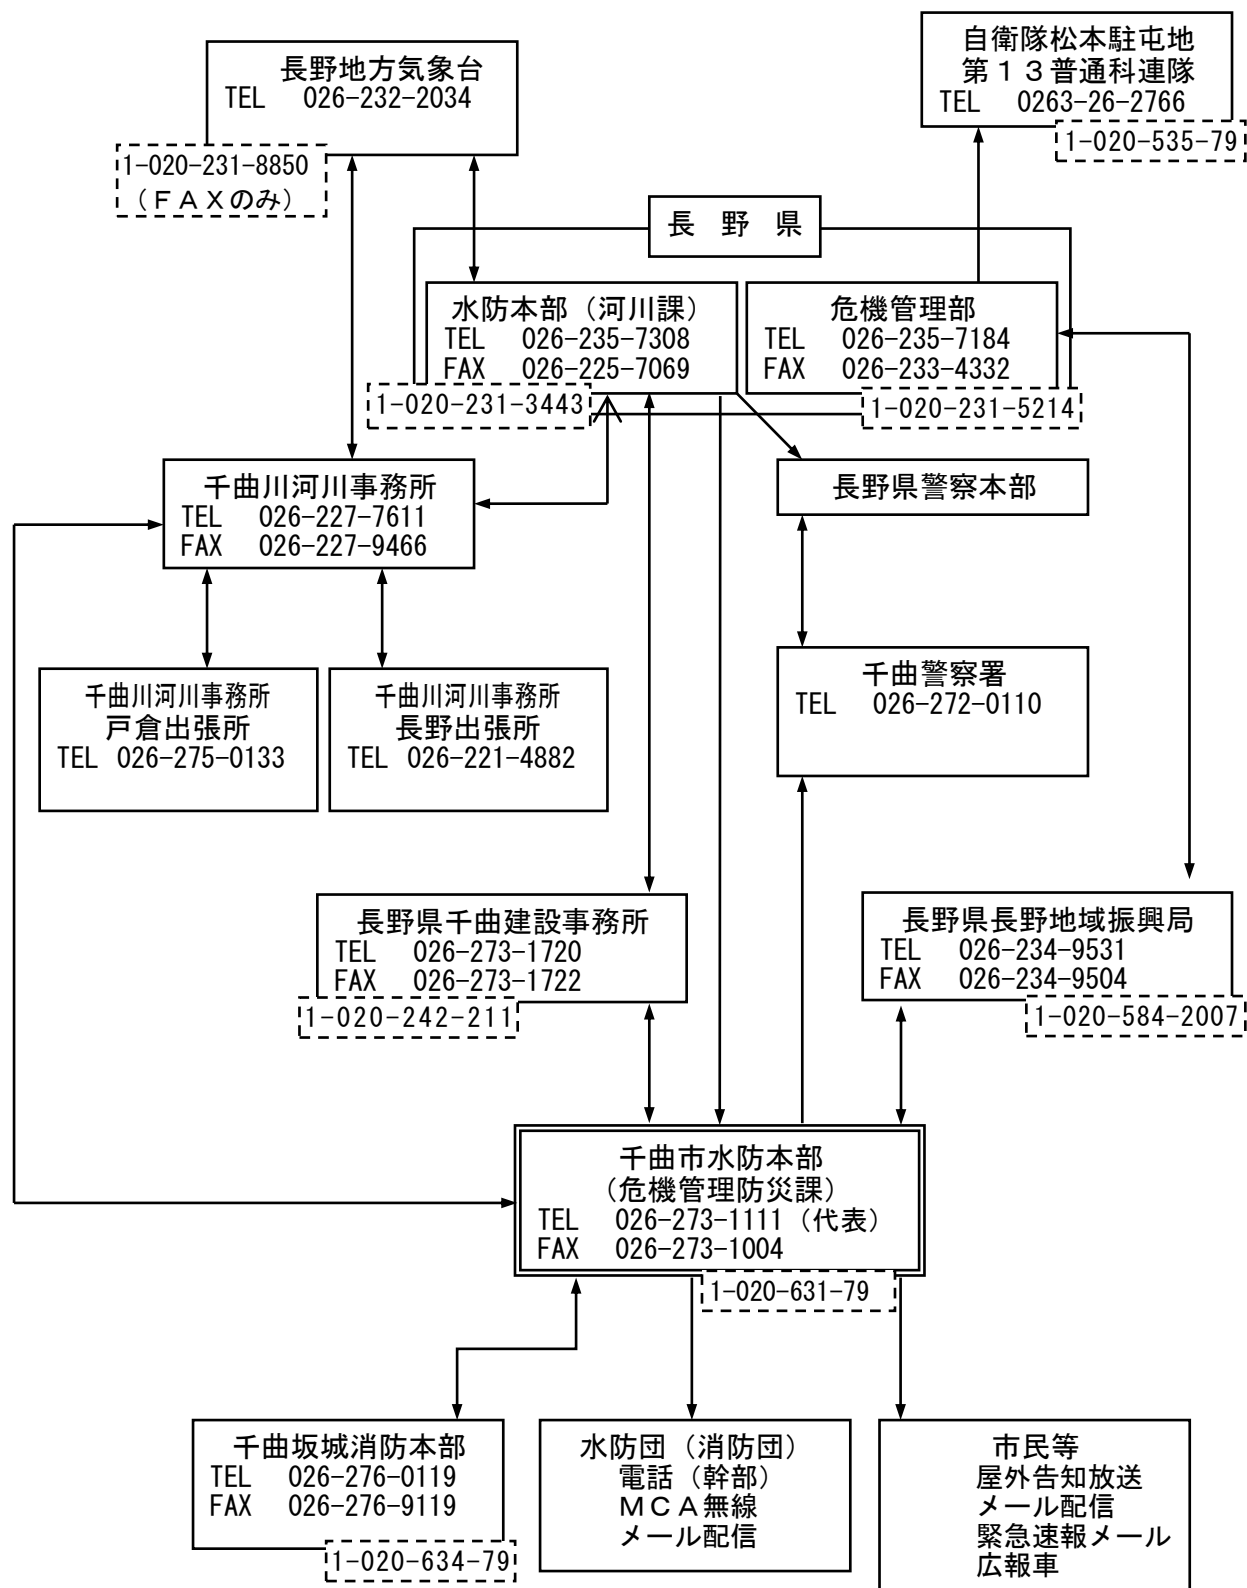 長野地方気象台
TEL 026-232-2034
1-020-231-8850
（ＦＡＸのみ）
自衛隊松本駐屯地
第１３普通科連隊
TEL 0263-26-2766
1-020-535-79
長 野 県
水防本部（河川課）
TEL 026-235-7308
FAX 026-225-7069
1-020-231-3443
危機管理部
TEL 026-235-7184
FAX 026-233-4332
1-020-231-5214
千曲川河川事務所
TEL 026-227-7611
FAX 026-227-9466
長野県警察本部
千曲川河川事務所
戸倉出張所
TEL 026-275-0133
千曲川河川事務所
長野出張所
TEL 026-221-4882
千曲警察署
TEL 026-272-0110
長野県千曲建設事務所
TEL 026-273-1720
FAX 026-273-1722
1-020-242-211
長野県長野地域振興局
TEL 026-234-9531
FAX 026-234-9504
1-020-584-2007
千曲市水防本部
（危機管理防災課）
TEL 026-273-1111（代表）
FAX 026-273-1004
1-020-631-79
千曲坂城消防本部
TEL 026-276-0119
FAX 026-276-9119
1-020-634-79
水防団（消防団）
電話（幹部）
ＭＣＡ無線
メール配信
市民等
屋外告知放送
メール配信
緊急速報メール
広報車